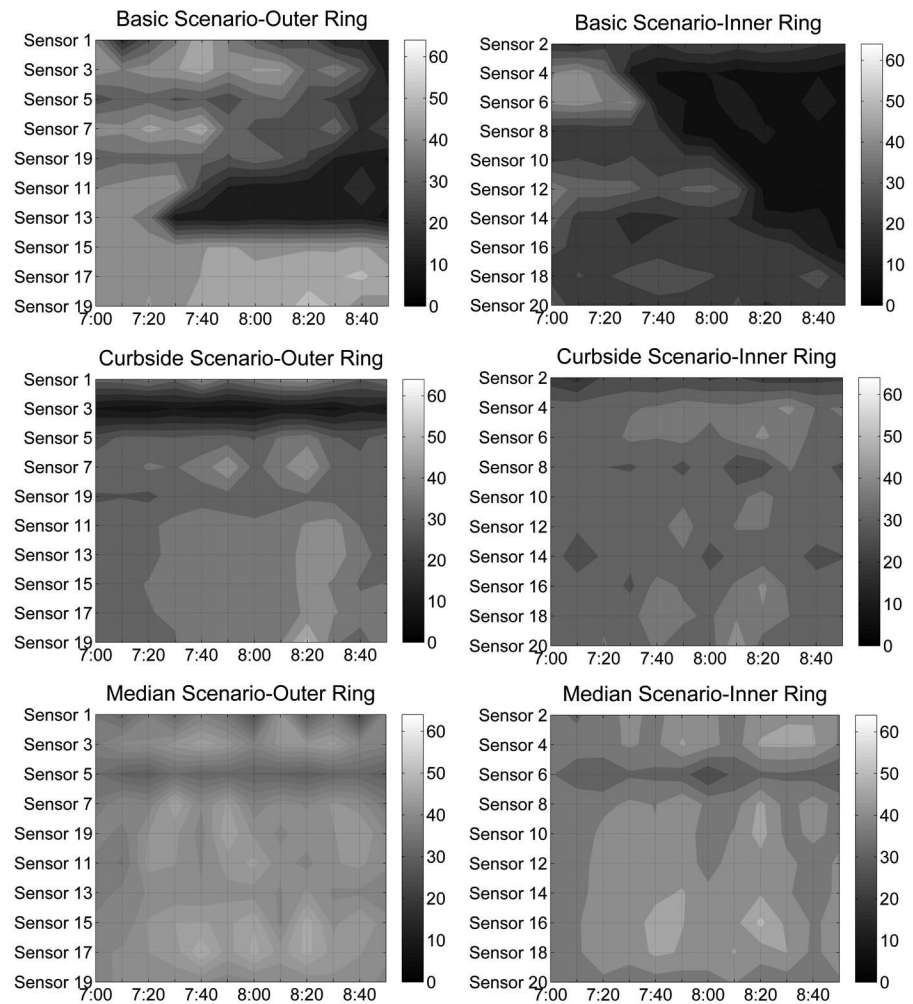 Basic Scenario-Outer Ring
Sensor 1
Sensor 3
Sensor 5
Sensor 7
Sensor 19
Sensor 11
Sensor 13
Sensor 15
Sensor 17
Sensor 19
7:00 7:20 7:40 8:00 8:20 8:40
60
50
40
30
20
10
0
Basic Scenario-Inner Ring
Sensor 2
Sensor 4
Sensor 6
Sensor 8
Sensor 10
Sensor 12
Sensor 14
Sensor 16
Sensor 18
Sensor 20
7:00 7:20 7:40 8:00 8:20 8:40
60
50
40
30
20
10
0
Curbside Scenario-Outer Ring
Sensor 1
Sensor 3
Sensor 5
Sensor 7
Sensor 19
Sensor 11
Sensor 13
Sensor 15
Sensor 17
Sensor 19
7:00 7:20 7:40 8:00 8:20 8:40
60
50
40
30
20
10
0
Curbside Scenario-Inner Ring
Sensor 2
Sensor 4
Sensor 6
Sensor 8
Sensor 10
Sensor 12
Sensor 14
Sensor 16
Sensor 18
Sensor 20
7:00 7:20 7:40 8:00 8:20 8:40
60
50
40
30
20
10
0
Median Scenario-Outer Ring
Sensor 1
Sensor 3
Sensor 5
Sensor 7
Sensor 19
Sensor 11
Sensor 13
Sensor 15
Sensor 17
Sensor 19
7:00 7:20 7:40 8:00 8:20 8:40
60
50
40
30
20
10
0
Median Scenario-Inner Ring
Sensor 2
Sensor 4
Sensor 6
Sensor 8
Sensor 10
Sensor 12
Sensor 14
Sensor 16
Sensor 18
Sensor 20
7:00 7:20 7:40 8:00 8:20 8:40
60
50
40
30
20
10
0